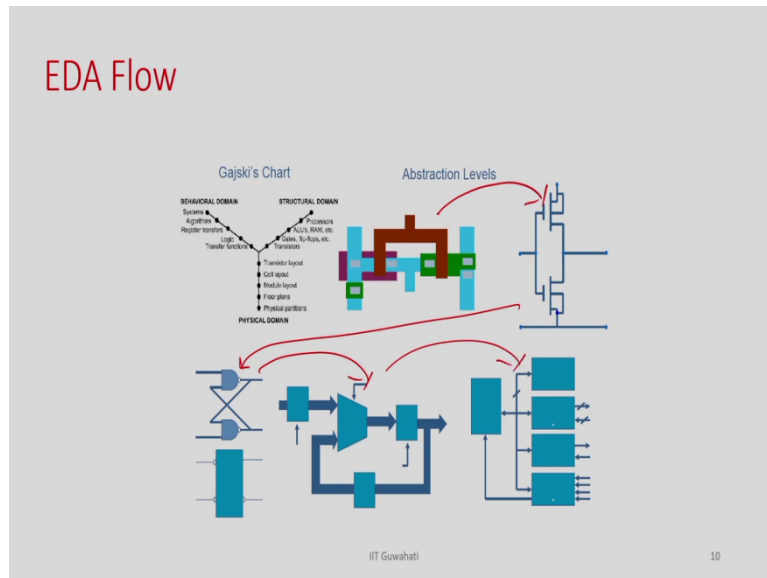 EDA Flow
Gajski's Chart
Abstraction Levels
BEHAVIORAL DOMAIN
STRUCTURAL DOMAIN
Systems
Algorithms
Register transfers
Logic
Transfer functions
Processors
ALU's, RAM, etc.
Gates, flip-flops, etc.
Transistors
Transistor layout
Cell layout
Module layout
Floor plans
Physical partitions
PHYSICAL DOMAIN
IIT Guwahati
10